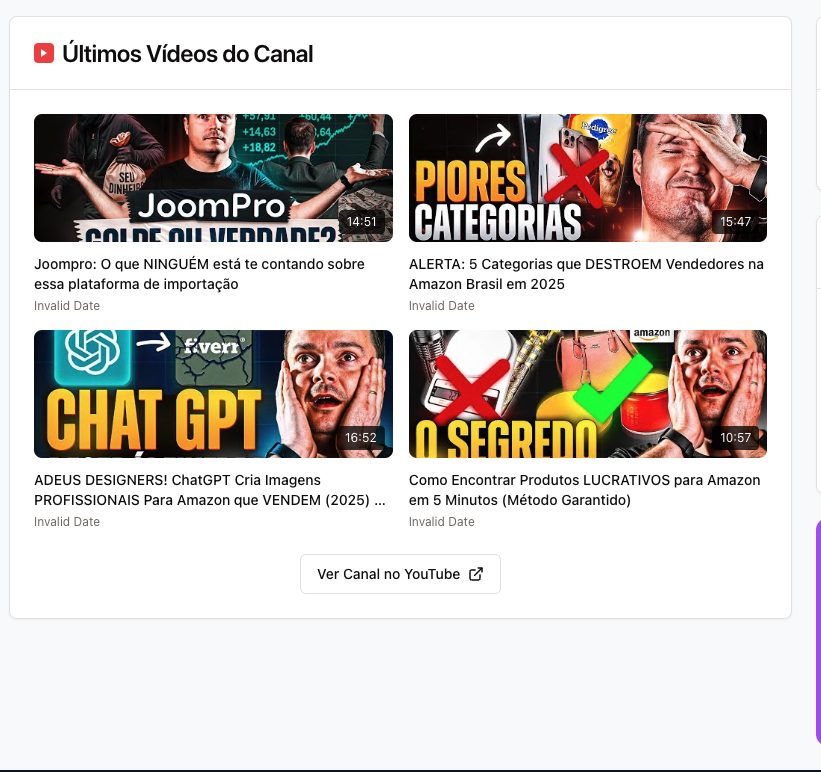 Últimos Vídeos do Canal
+57,91
+60,44
+14,63
+18,82
SEU
DINHEIRO
JoomPro
GOLPE OU VERDADE?
14:51
Pedigree
PIORES
CATEGORIAS
15:47
Joompro: O que NINGUÉM está te contando sobre
essa plataforma de importação
Invalid Date
ALERTA: 5 Categorias que DESTROEM Vendedores na
Amazon Brasil em 2025
Invalid Date
fiverr
CHAT GPT
16:52
amazon
O SEGREDO
10:57
ADEUS DESIGNERS! ChatGPT Cria Imagens
PROFISSIONAIS Para Amazon que VENDEM (2025) ...
Invalid Date
Como Encontrar Produtos LUCRATIVOS para Amazon
em 5 Minutos (Método Garantido)
Invalid Date
Ver Canal no YouTube